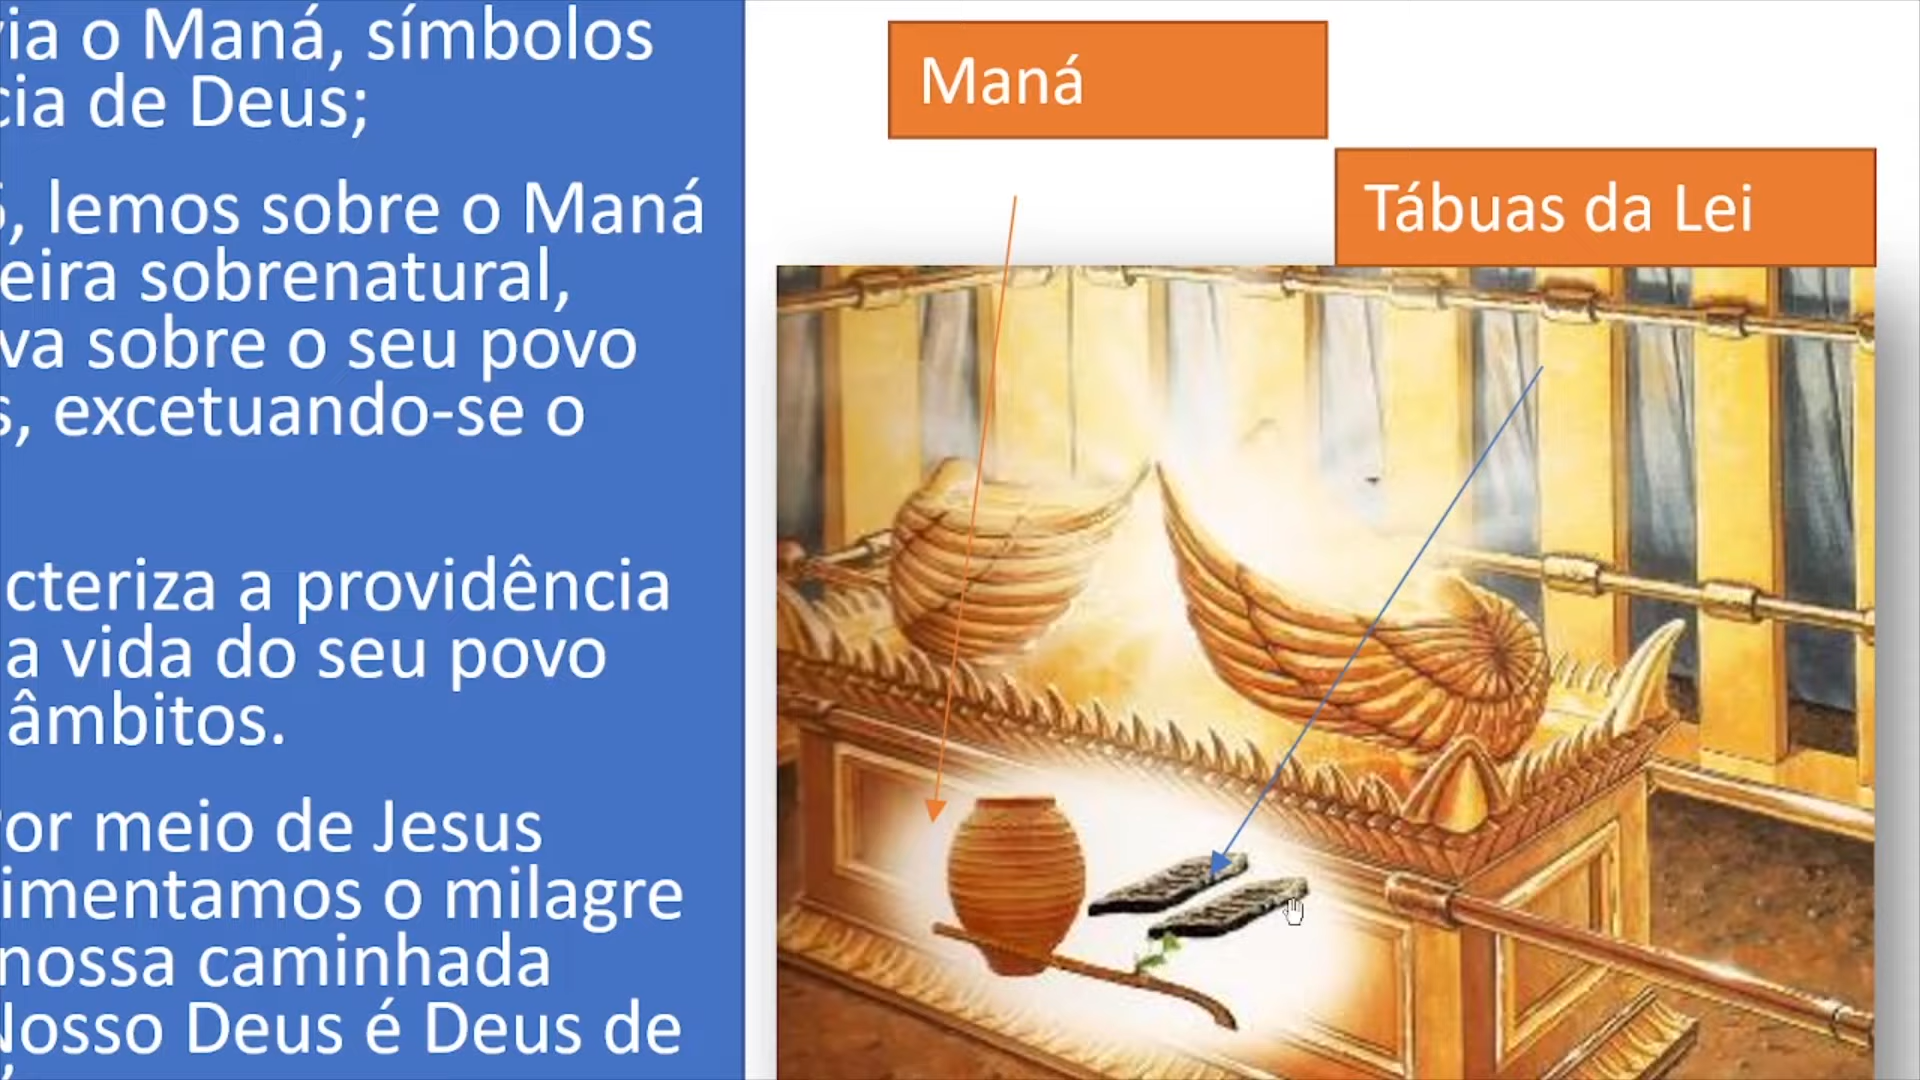 via o Maná, símbolos
cia de Deus;
, lemos sobre o Maná
eira sobrenatural,
va sobre o seu povo
s, excetuando-se o
cteriza a providência
a vida do seu povo
âmbitos.
Por meio de Jesus
imentamos o milagre
nossa caminhada
Nosso Deus é Deus de
Maná
Tábuas da Lei